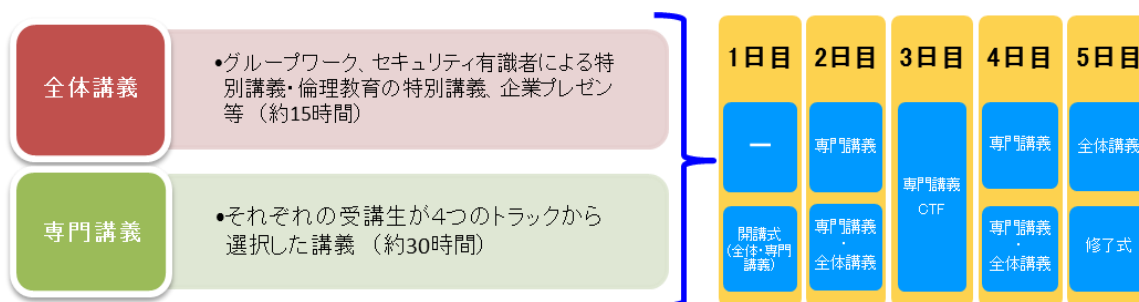 全体講義
•グループワーク、セキュリティ有識者による特
別講義・倫理教育の特別講義、企業プレゼン
等 （約15時間）
専門講義
•それぞれの受講生が4つのトラックから
選択した講義 （約30時間）
1日目
ー
開講式
(全体・専門
講義)
2日目
専門講義
専門講義
・
全体講義
3日目
専門講義
CTF
4日目
専門講義
専門講義
・
全体講義
5日目
全体講義
修了式